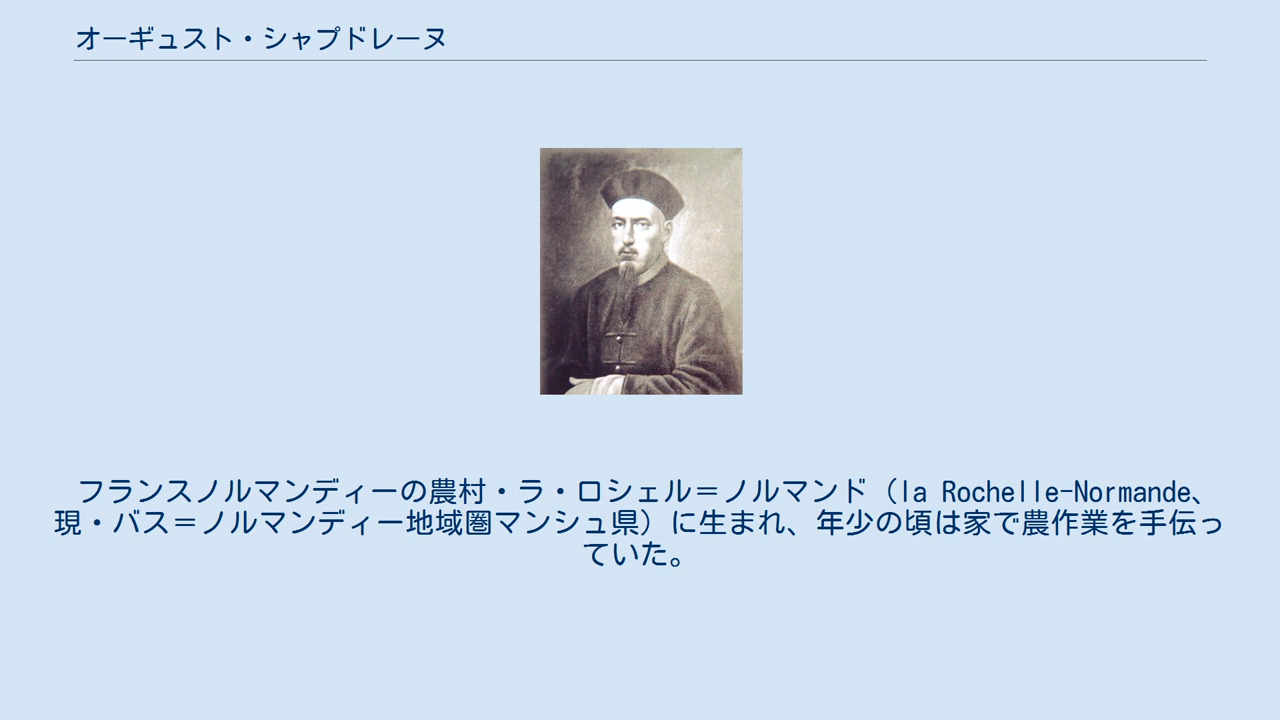 オーギュスト・シャプドレーヌ
フランスノルマンディーの農村・ラ・ロシェル＝ノルマンド（la Rochelle-Normande、
現・バス＝ノルマンディー地域圏マンシュ県）に生まれ、年少の頃は家で農作業を手伝っ
ていた。